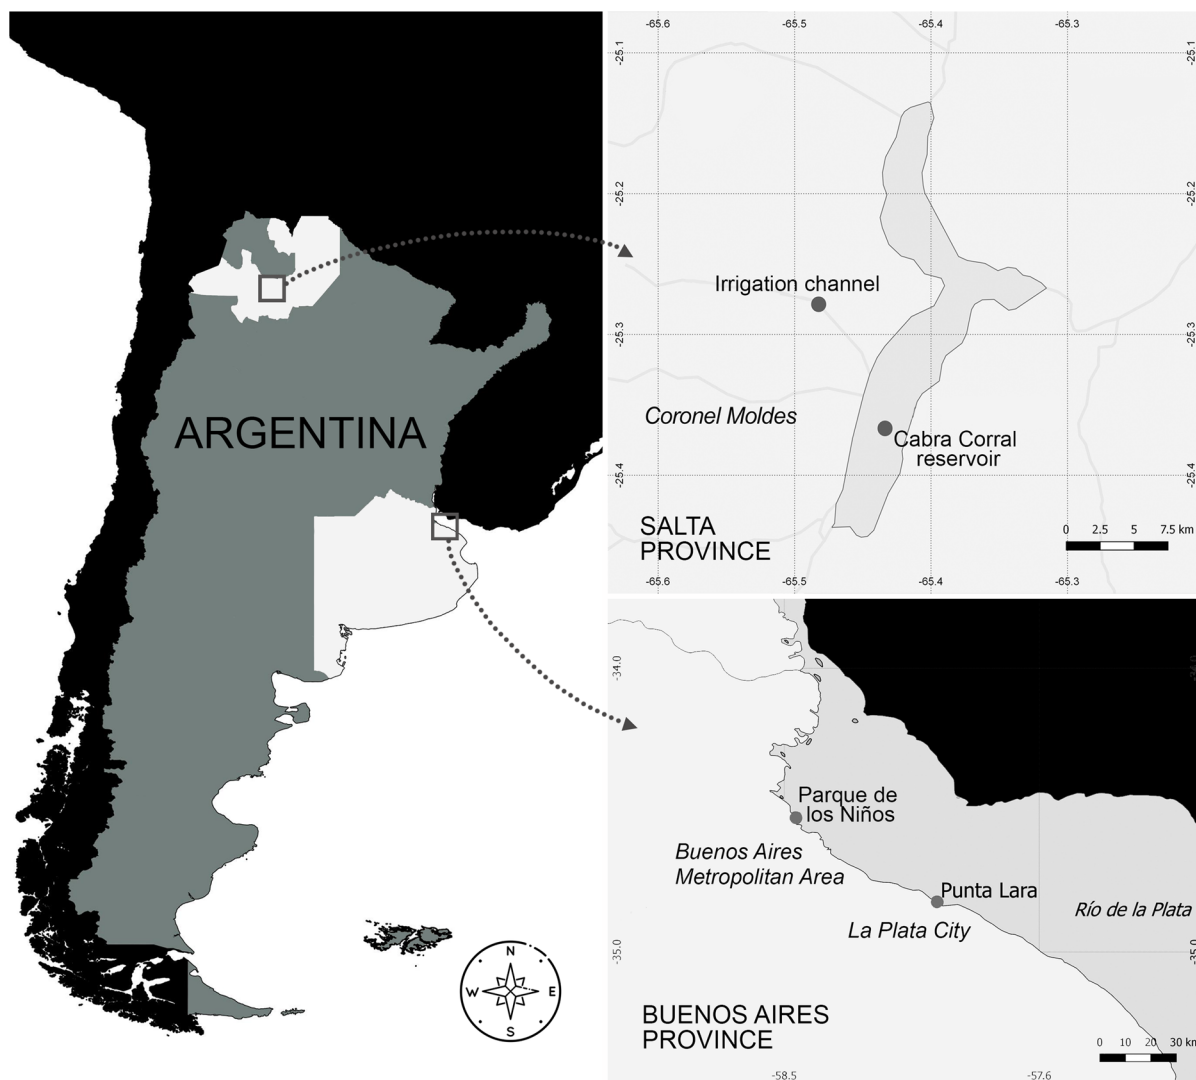 ARGENTINA
N
W
E
S
-65.6
-65.5
-65.4
-65.3
-25.1
-25.1
-25.2
-25.2
Irrigation channel
-25.3
-25.3
Coronel Moldes
Cabra Corral
reservoir
-25.4
-25.4
SALTA
PROVINCE
0 2.5 5 7.5 km
-65.6
-65.5
-65.4
-65.3
-34.0
Parque de
los Niños
Buenos Aires
Metropolitan Area
Punta Lara
Río de la Plata
La Plata City
-35.0
-35.0
BUENOS AIRES
PROVINCE
0 10 20 30 km
-58.5
-57.6